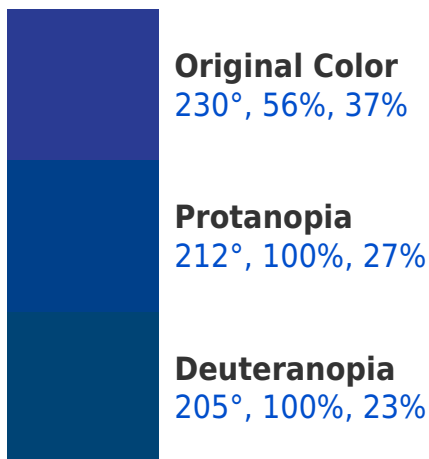 Original Color
230°, 56%, 37%
Protanopia
212°, 100%, 27%
Deuteranopia
205°, 100%, 23%